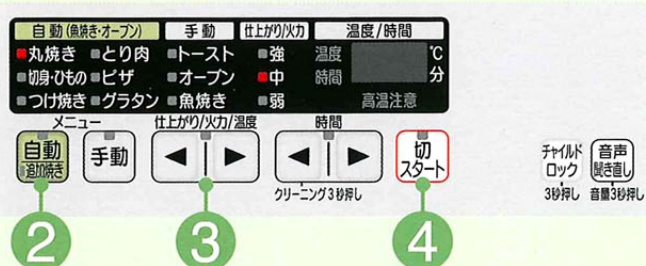 自動(魚焼き・オーブン) 手動 仕上がり/火力 温度/時間
丸焼き とり肉 トースト 強 温度 ℃
切身・ひもの ピザ オーブン 中 時間 分
つけ焼き グラタン 魚焼き 弱 高温注意
メニュー 仕上がり/火力/温度 時間
自動 追加焼き
手動
◀ ▶
◀ ▶
切 スタート
チャイルド ロック
音声 聞き直し
クリーニング3秒押し
3秒押し 音量3秒押し
2 3 4